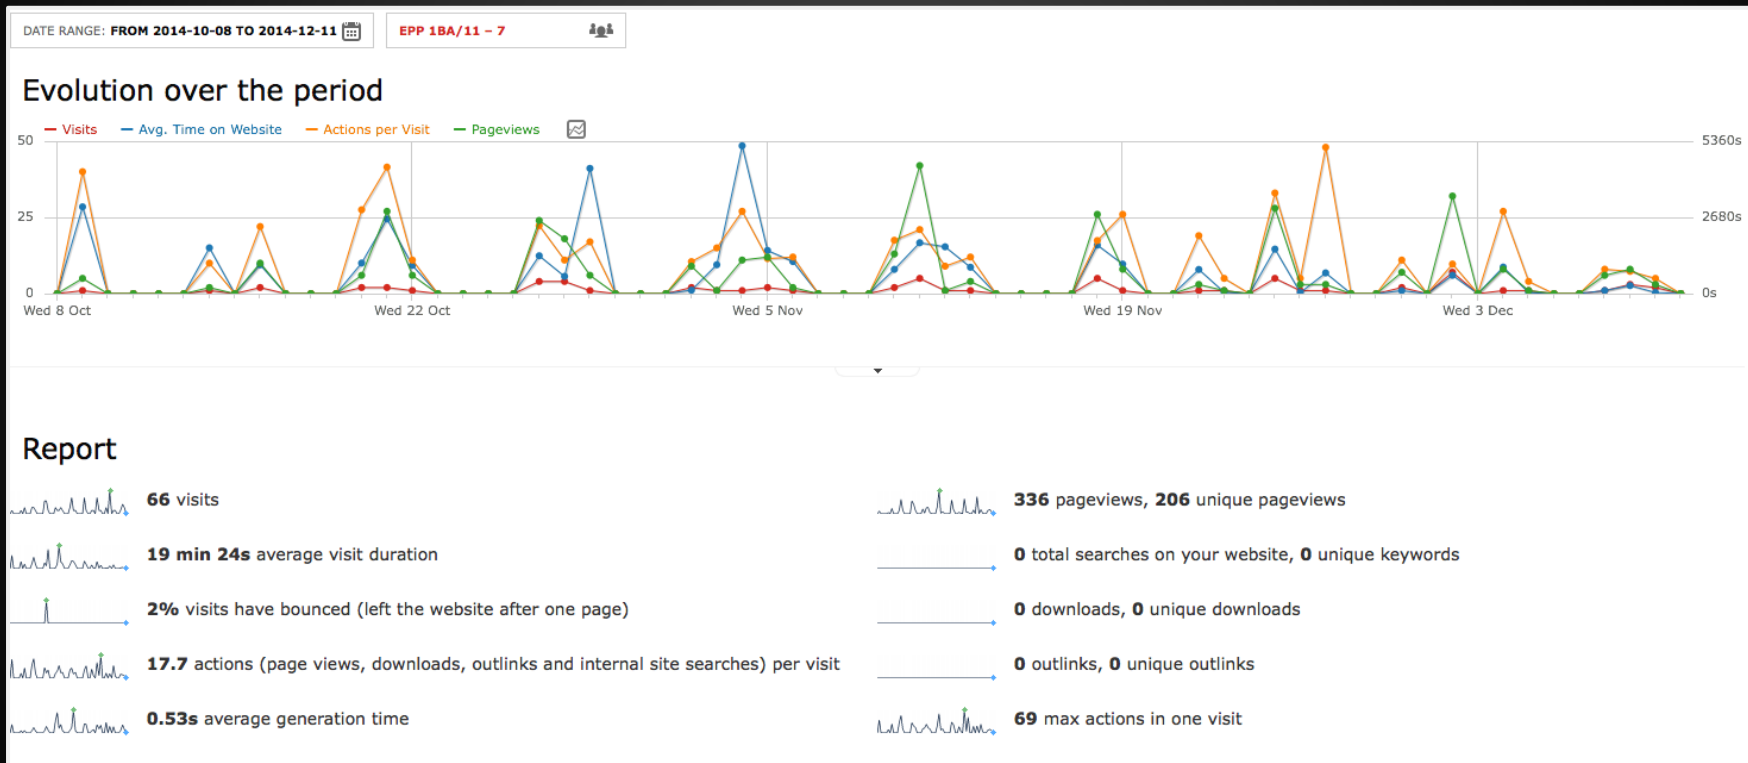 DATE RANGE: FROM 2014-10-08 TO 2014-12-11
EPP 1BA/11 – 7
Evolution over the period
Visits Avg. Time on Website Actions per Visit Pageviews
50 5360s
25 2680s
0 0s
Wed 8 Oct Wed 22 Oct Wed 5 Nov Wed 19 Nov Wed 3 Dec
Report
66 visits
336 pageviews, 206 unique pageviews
19 min 24s average visit duration
0 total searches on your website, 0 unique keywords
2% visits have bounced (left the website after one page)
0 downloads, 0 unique downloads
17.7 actions (page views, downloads, outlinks and internal site searches) per visit
0 outlinks, 0 unique outlinks
0.53s average generation time
69 max actions in one visit